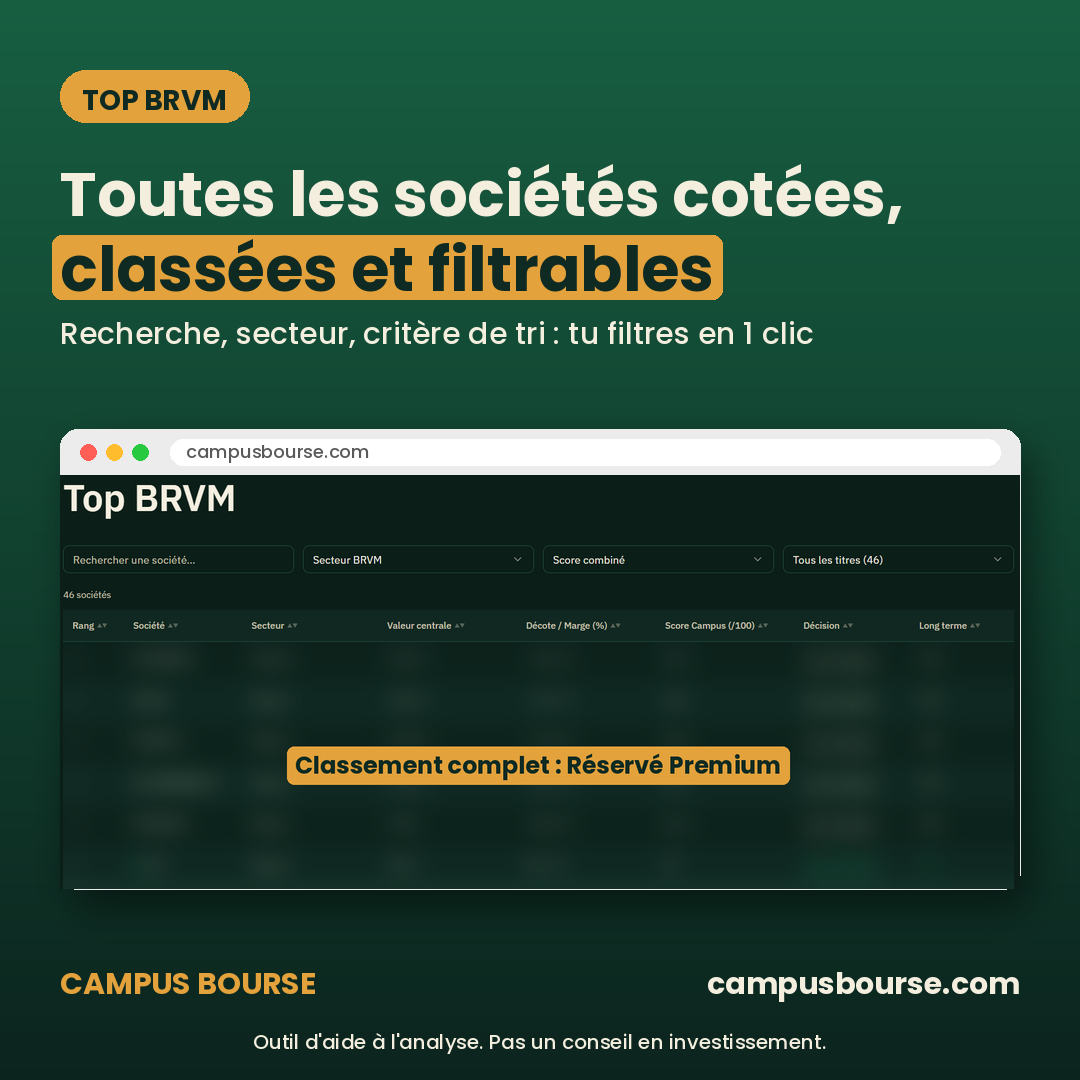 TOP BRVM
Toutes les sociétés cotées,
classées et filtrables
Recherche, secteur, critère de tri : tu filtres en 1 clic
campusbourse.com
Top BRVM
Rechercher une société... Secteur BRVM Score combiné Tous les titres (46)
46 sociétés
Rang Société Secteur Valeur centrale Décote / Marge (%) Score Campus (/100) Décision Long terme
Classement complet : Réservé Premium
CAMPUS BOURSE campusbourse.com
Outil d'aide à l'analyse. Pas un conseil en investissement.